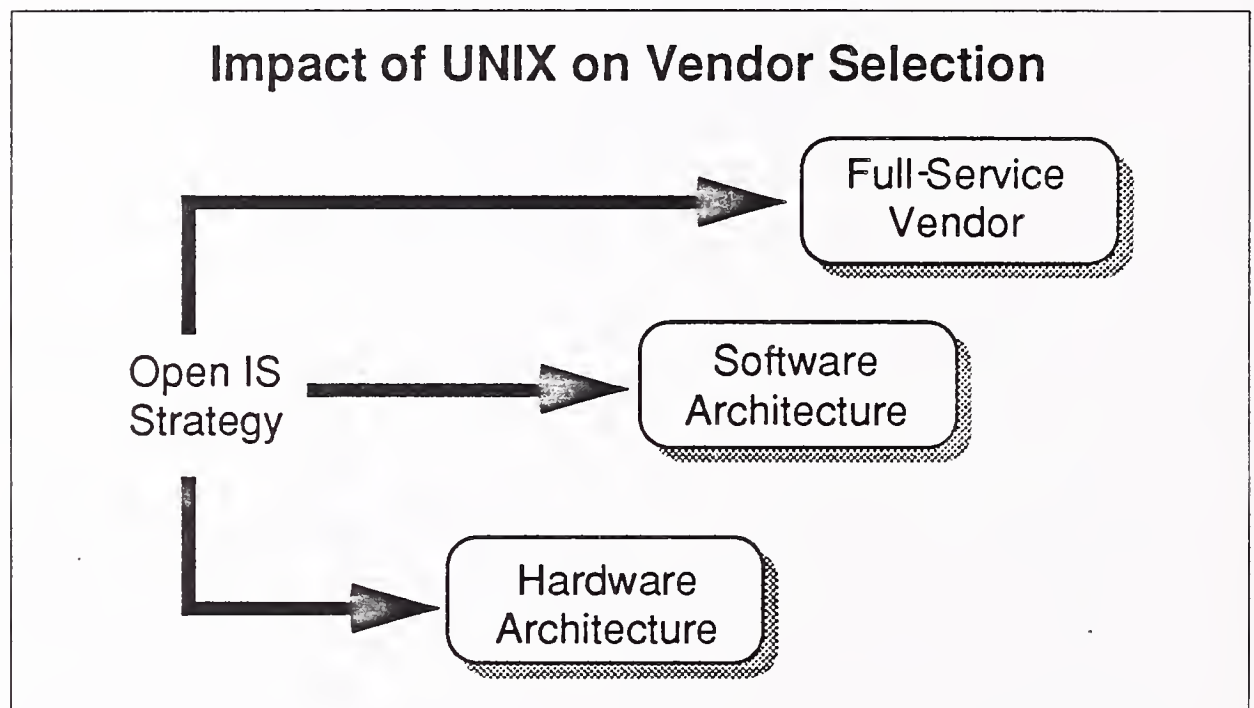 Impact of UNIX on Vendor Selection
Full-Service
Vendor
Open IS
Strategy
Software
Architecture
Hardware
Architecture